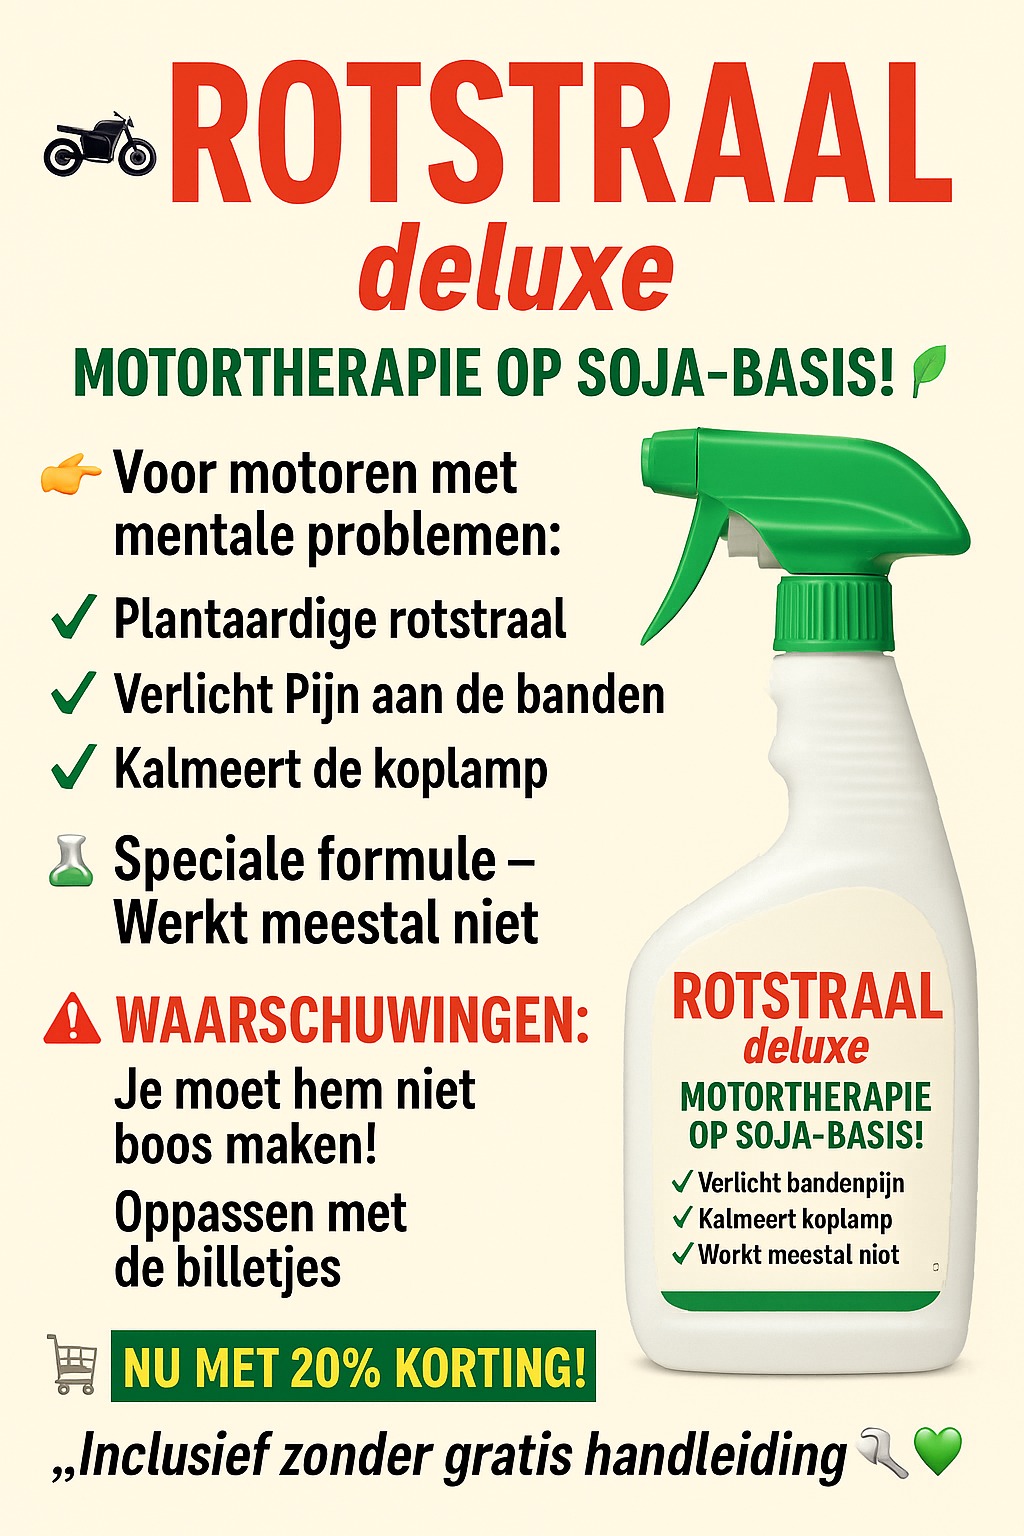 ROTSTRAAL
deluxe
MOTORTHERAPIE OP SOJA-BASIS!
Voor motoren met
mentale problemen:
Plantaardige rotstraal
Verlicht Pijn aan de banden
Kalmeert de koplamp
Speciale formule –
Werkt meestal niet
WAARSCHUWINGEN:
Je moet hem niet
boos maken!
Oppassen met
de billetjes
NU MET 20% KORTING!
„Inclusief zonder gratis handleiding
ROTSTRAAL
deluxe
MOTORTHERAPIE
OP SOJA-BASIS!
Verlicht bandenpijn
Kalmeert koplamp
Workt meestal niot